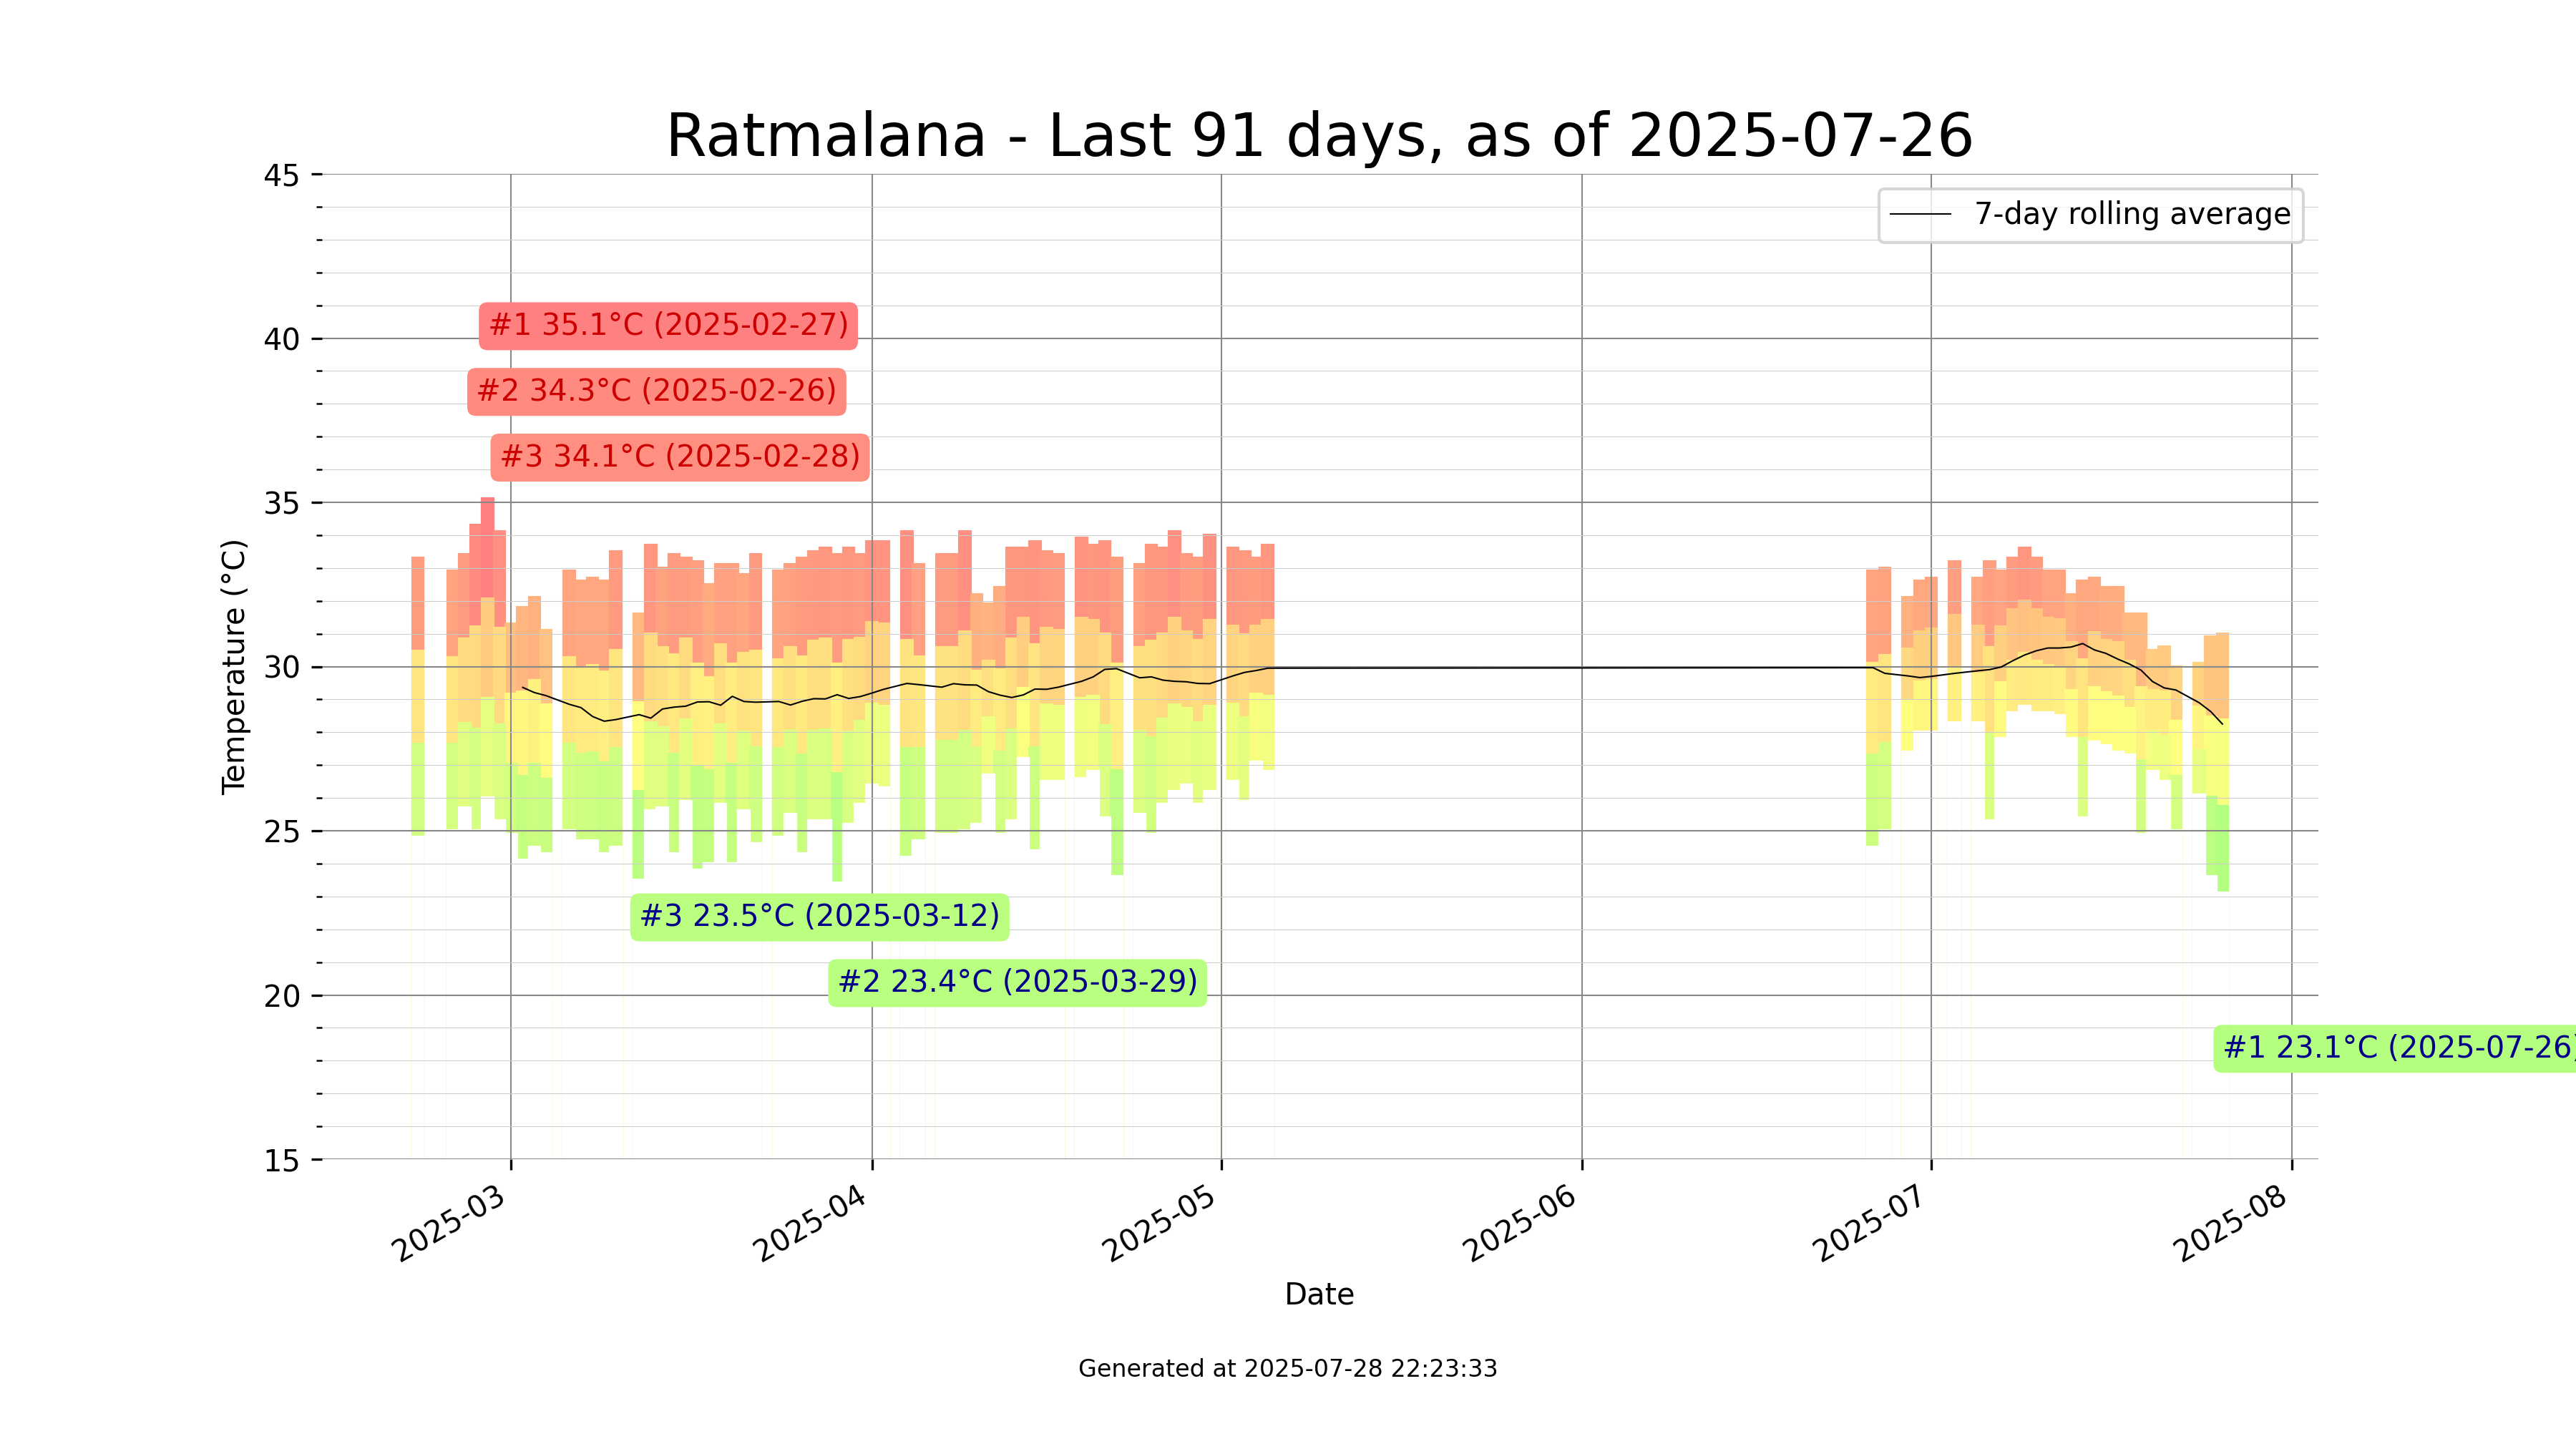 Ratmalana - Last 91 days, as of 2025-07-26
45
7-day rolling average
#1 35.1°C (2025-02-27)
40
#2 34.3°C (2025-02-26)
#3 34.1°C (2025-02-28)
35
Temperature (°C)
30
25
#3 23.5°C (2025-03-12)
#2 23.4°C (2025-03-29)
20
#1 23.1°C (2025-07-26)
15
2025-03
2025-04
2025-05
2025-06
2025-07
2025-08
Date
Generated at 2025-07-28 22:23:33